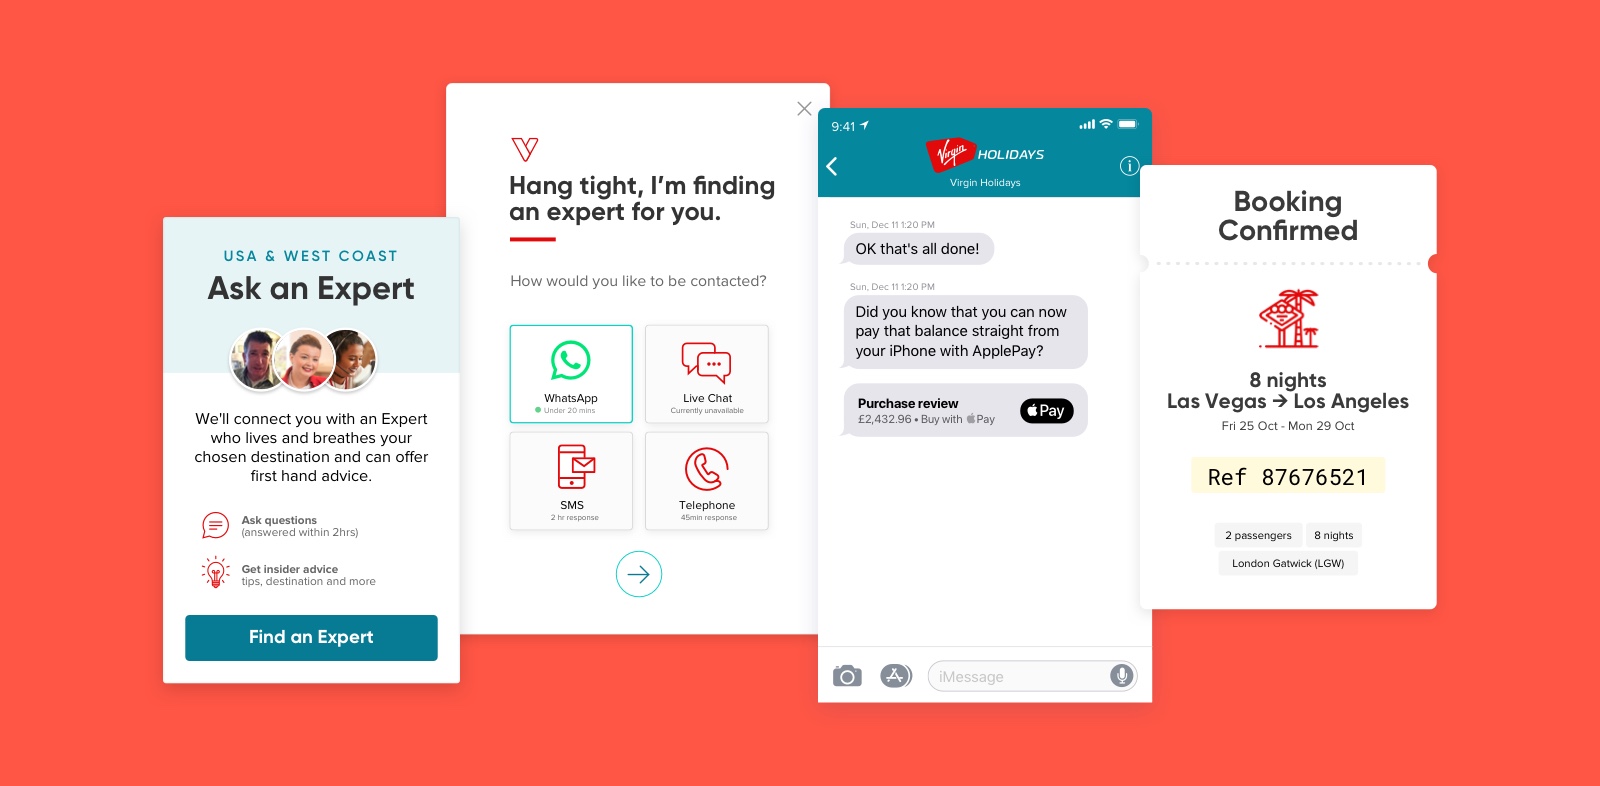 USA & WEST COAST
Ask an Expert
We'll connect you with an Expert
who lives and breathes your
chosen destination and can offer
first hand advice.
Ask questions
(answered within 2hrs)
Get insider advice
tips, destination and more
Find an Expert
Hang tight, I'm finding
an expert for you.
How would you like to be contacted?
WhatsApp
Under 20 mins
Live Chat
Currently unavailable
SMS
2 hr response
Telephone
45min response
9:41
Virgin HOLIDAYS
Virgin Holidays
Sun, Dec 11 1:20 PM
OK that's all done!
Sun, Dec 11 1:20 PM
Did you know that you can now
pay that balance straight from
your iPhone with ApplePay?
Purchase review
£2,432.96 • Buy with Pay
Pay
iMessage
Booking
Confirmed
8 nights
Las Vegas → Los Angeles
Fri 25 Oct - Mon 29 Oct
Ref 87676521
2 passengers
8 nights
London Gatwick (LGW)